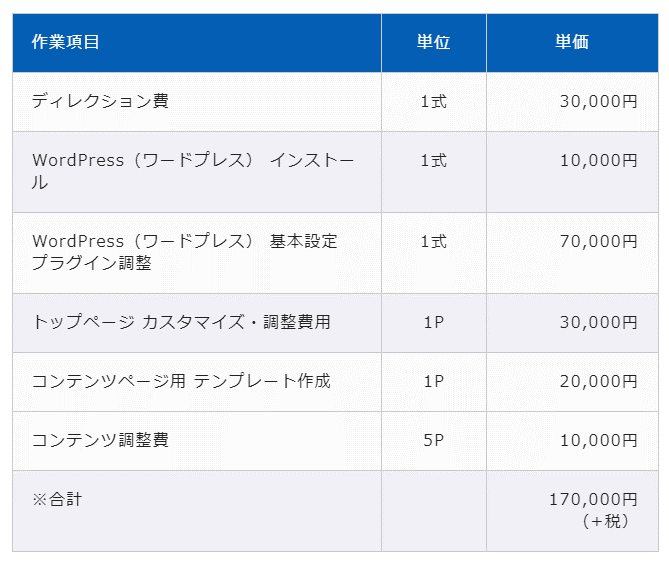 作業項目 単位 単価
ディレクション費 1式 30,000円
WordPress（ワードプレス） インストー
ル 1式 10,000円
WordPress（ワードプレス） 基本設定
プラグイン調整 1式 70,000円
トップページ カスタマイズ・調整費用 1P 30,000円
コンテンツページ用 テンプレート作成 1P 20,000円
コンテンツ調整費 5P 10,000円
※合計 170,000円
（+税）